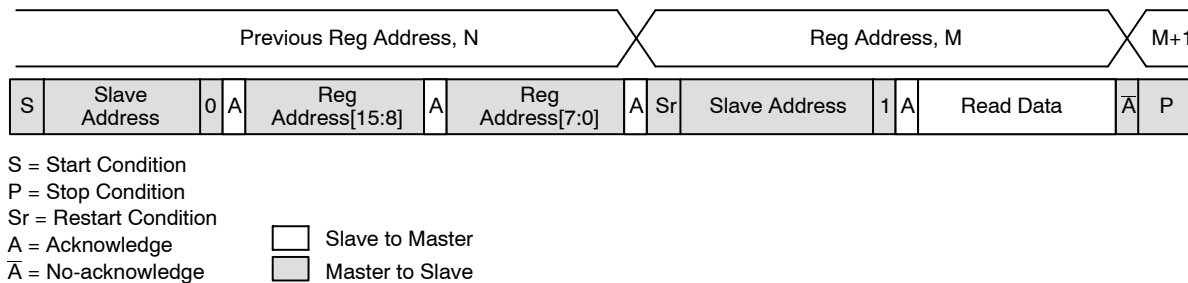 Previous Reg Address, N
Reg Address, M
M+1
S
Slave
Address
0
A
Reg
Address[15:8]
A
Reg
Address[7:0]
A
Sr
Slave Address
1
A
Read Data
A̅
P
S = Start Condition
P = Stop Condition
Sr = Restart Condition
A = Acknowledge
A̅ = No-acknowledge
Slave to Master
Master to Slave